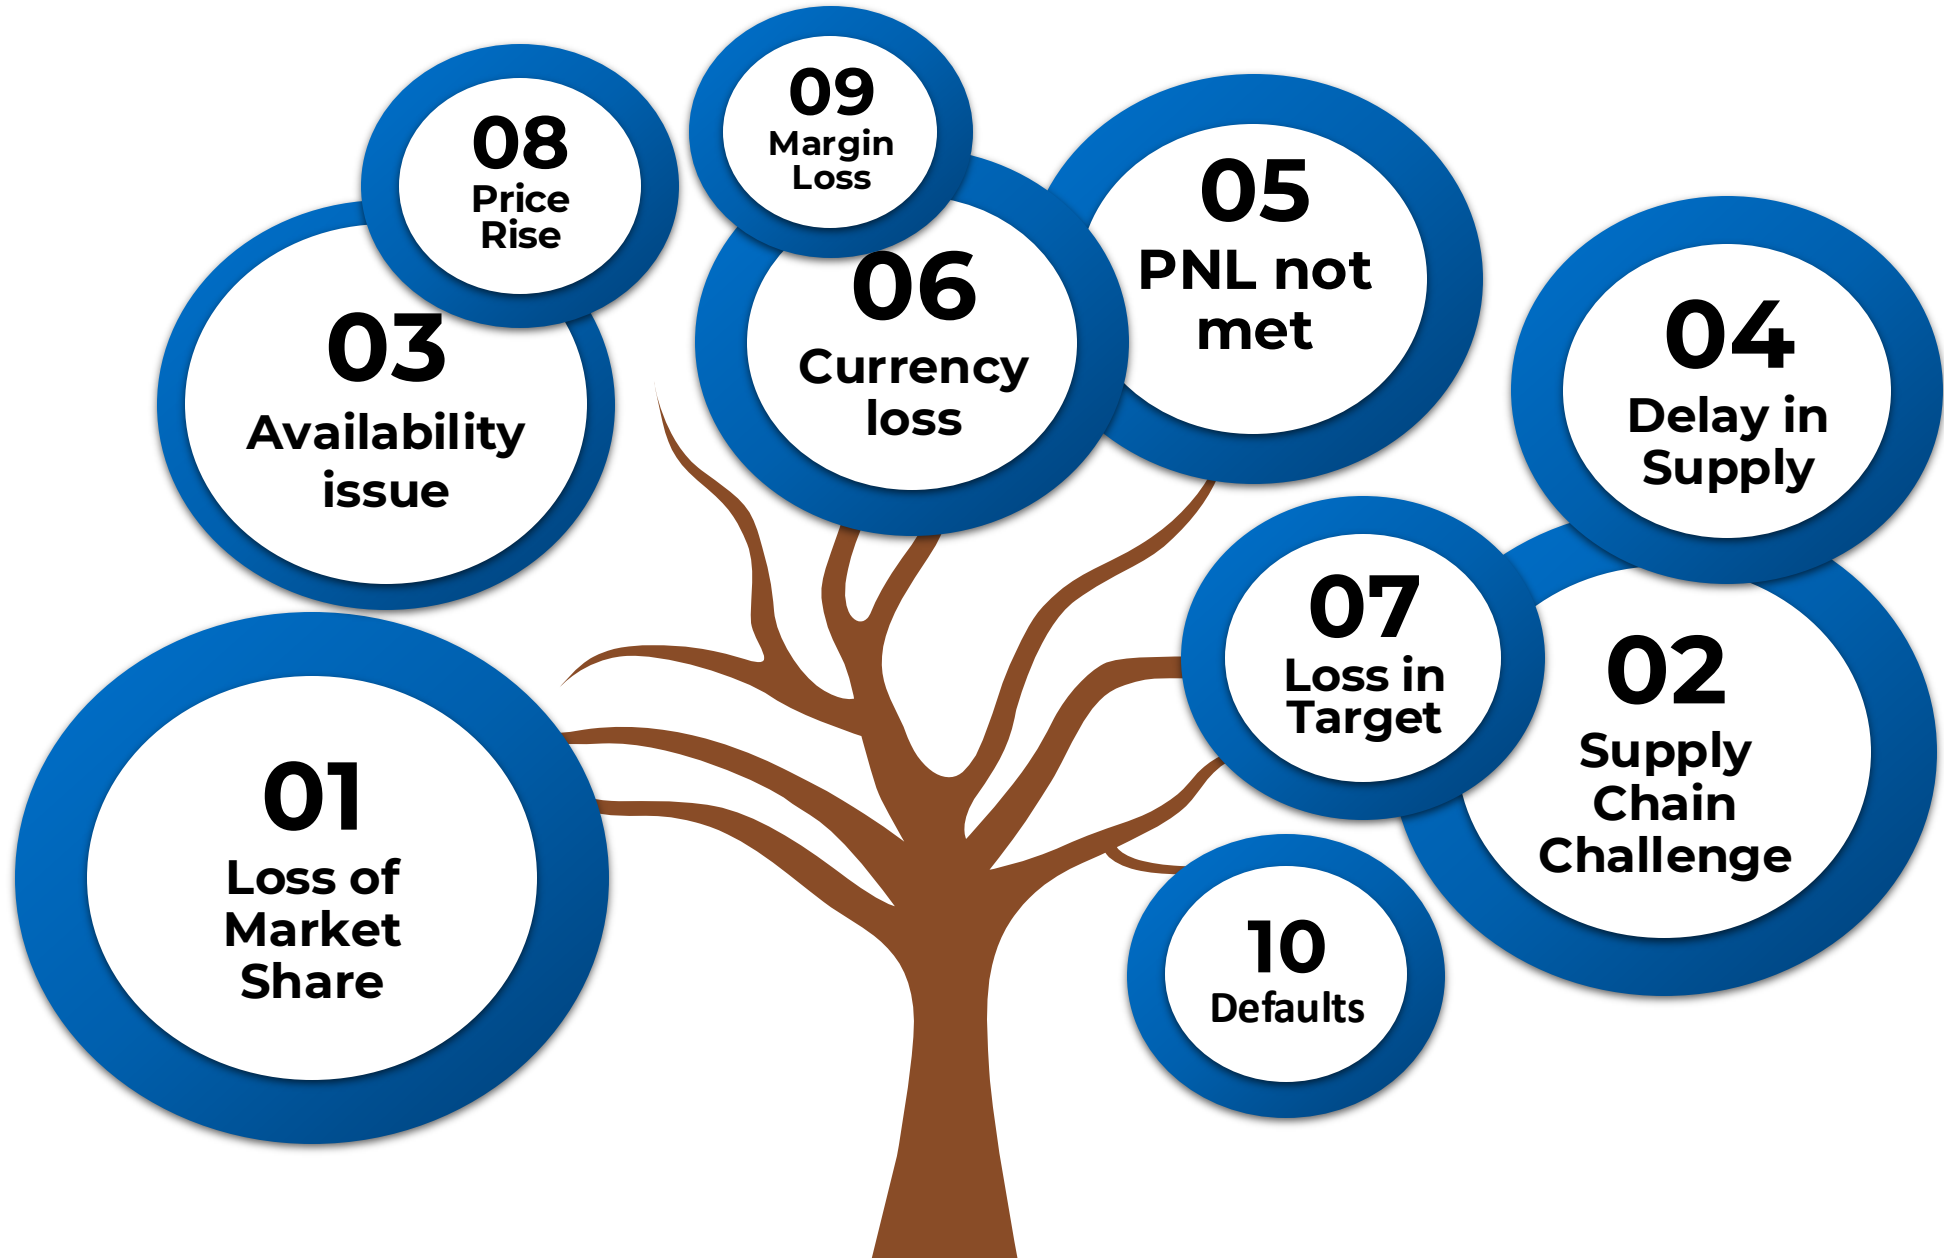 01
Loss of
Market
Share
02
Supply
Chain
Challenge
03
Availability
issue
04
Delay in
Supply
05
PNL not
met
06
Currency
loss
07
Loss in
Target
08
Price
Rise
09
Margin
Loss
10
Defaults